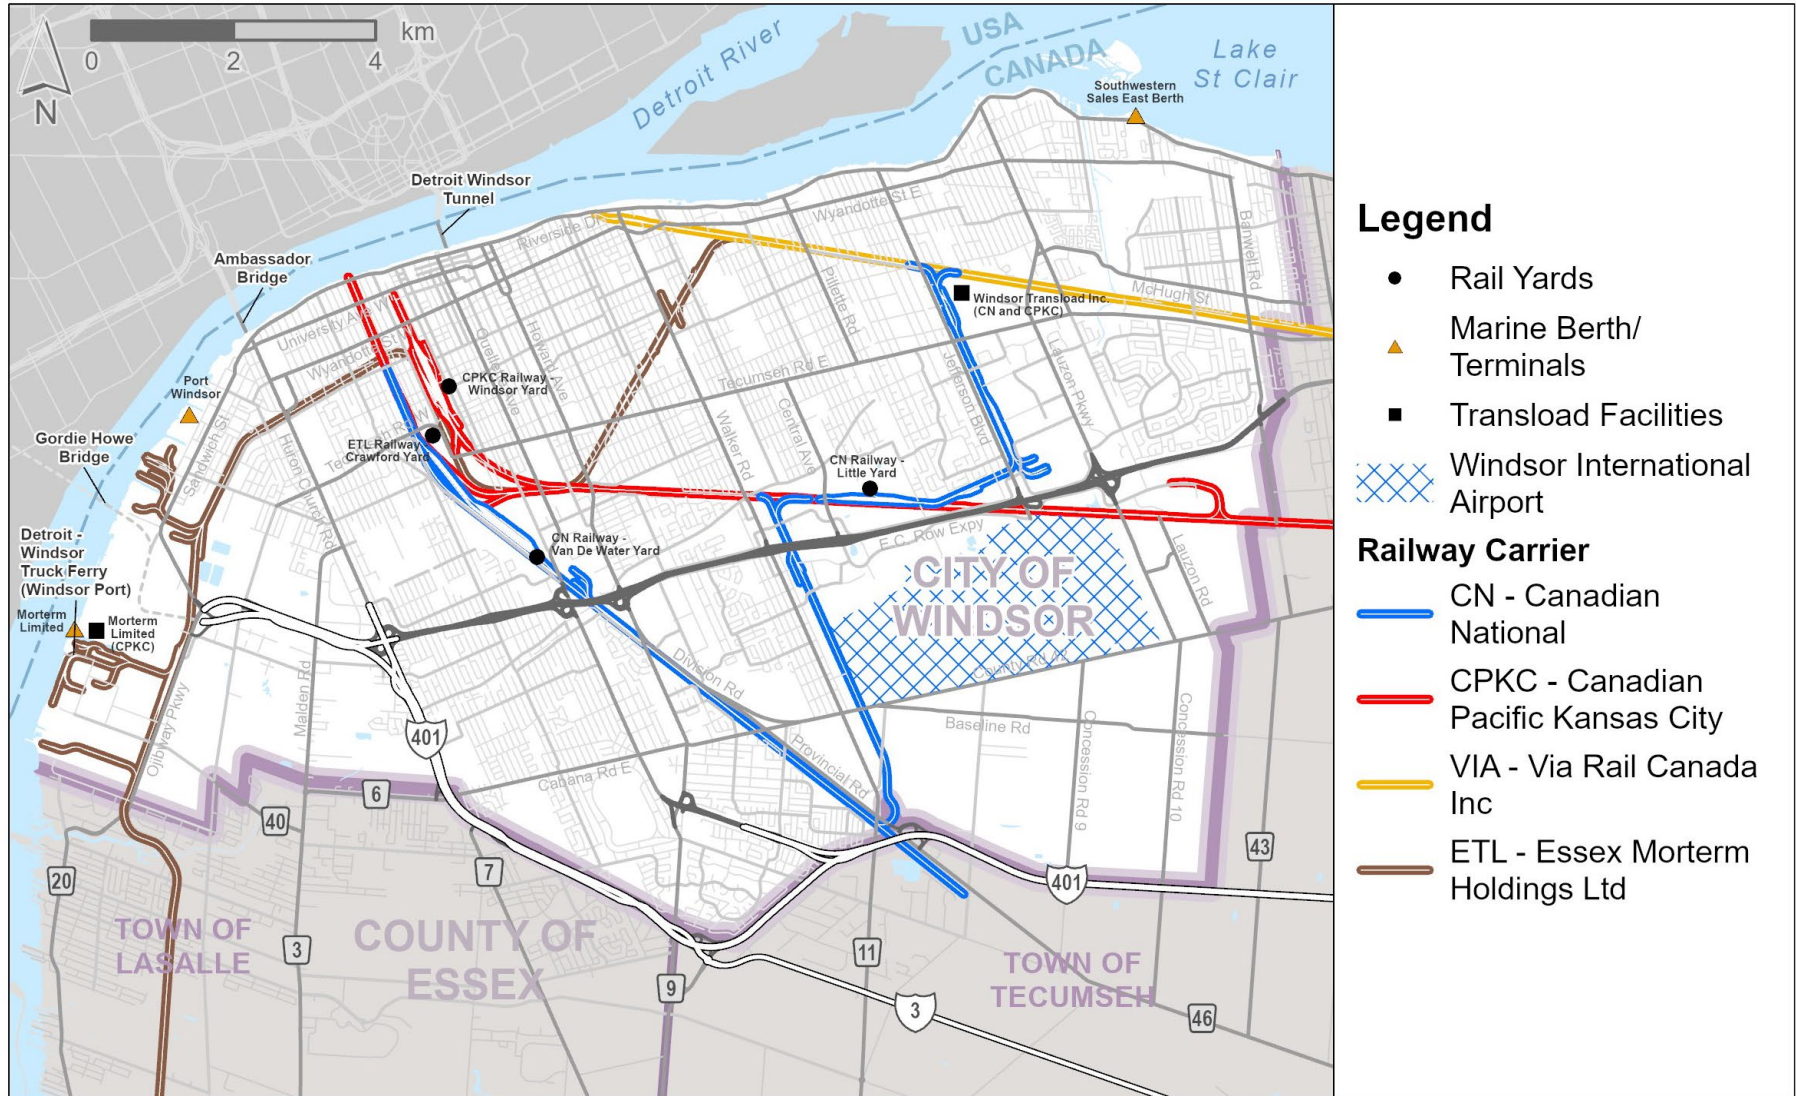 km
0
2
4
N
USA
CANADA
Detroit River
Lake
St Clair
Southwestern
Sales East Berth
Detroit Windsor
Tunnel
Ambassador
Bridge
Riverside Dr
Wyandotte St E
Banwell Rd
McHugh St
Windsor Transload Inc.
(CN and CPKC)
Pillette Rd
University Ave W
Wyandotte St
Ouellette Ave
Howard Ave
CPKC Railway -
Windsor Yard
Port
Windsor
Tecumseh Rd E
Jefferson Blvd
Lauzon Pkwy
Gordie Howe
Bridge
Sandwich St
Huron Church Rd
ETL Railway
Crawford Yard
Walker Rd
Central Ave
CN Railway -
Little Yard
Detroit -
Windsor
Truck Ferry
(Windsor Port)
CN Railway -
Van De Water Yard
E.C. Row Expy
CITY OF
WINDSOR
Lauzon Rd
Morterm
Limited
Morterm
Limited
(CPKC)
Division Rd
County Rd 42
Malden Rd
Ojibway Pkwy
401
Baseline Rd
Concession Rd 9
Concession Rd 10
Provincial Rd
Cabana Rd E
6
40
20
7
43
401
TOWN OF
LASALLE
3
COUNTY OF
ESSEX
9
11
TOWN OF
TECUMSEH
3
46
Legend
Rail Yards
Marine Berth/
Terminals
Transload Facilities
Windsor International
Airport
Railway Carrier
CN - Canadian
National
CPKC - Canadian
Pacific Kansas City
VIA - Via Rail Canada
Inc
ETL - Essex Morterm
Holdings Ltd